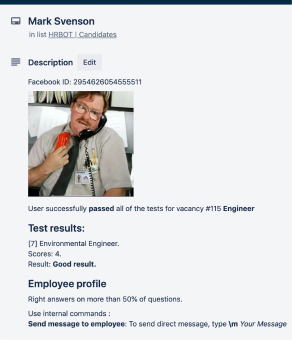 Mark Svenson
in list HRBOT | Candidates
Description Edit
Facebook ID: 2954626054555511
User successfully passed all of the tests for vacancy #115 Engineer
Test results:
[7] Environmental Engineer.
Scores: 4.
Result: Good result.
Employee profile
Right answers on more than 50% of questions.
Use internal commands :
Send message to employee: To send direct message, type \m Your Message